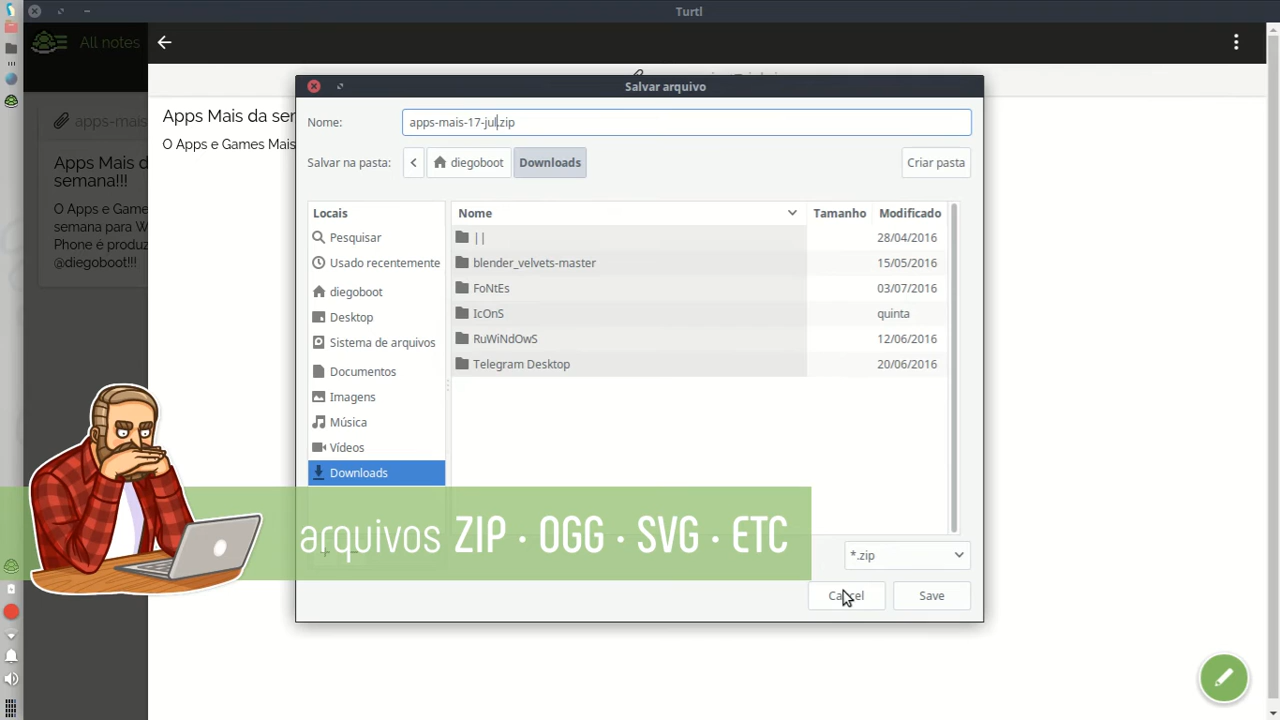 Turtl
All notes
apps-mais
Apps Mais d
semana!!!
O Apps e Game
semana para W
Phone é produz
@diegoboot!!!
Apps Mais da ser
O Apps e Games Mais
Salvar arquivo
Nome: apps-mais-17-jul.zip
Salvar na pasta: diegoboot Downloads Criar pasta
Locais
Pesquisar
Usado recentemente
diegoboot
Desktop
Sistema de arquivos
Documentos
Imagens
Música
Vídeos
Downloads
Nome Tamanho Modificado
|| 28/04/2016
blender_velvets-master 15/05/2016
FoNtEs 03/07/2016
IcOnS quinta
RuWiNdOwS 12/06/2016
Telegram Desktop 20/06/2016
arquivos ZIP · OGG · SVG · ETC
*.zip
Cancel Save